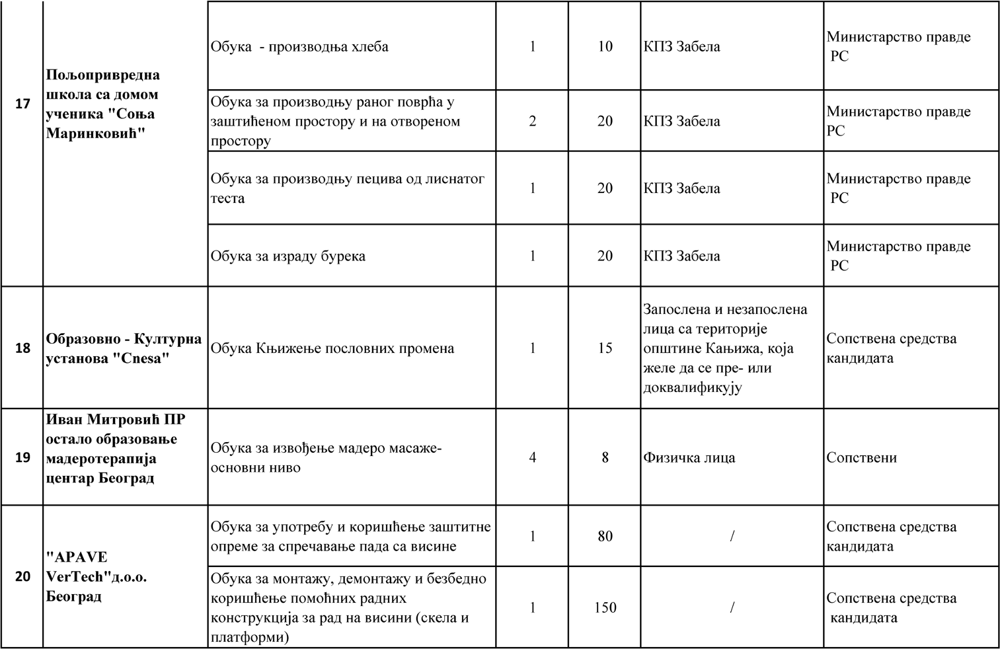 17
Пољопривредна
школа са домом
ученика "Соња
Маринковић"
Обука  - производња хлеба
1
10
КПЗ Забела
Министарство правде
РС
Обука за производњу раног поврћа у
заштићеном простору и на отвореном
простору
2
20
КПЗ Забела
Министарство правде
РС
Обука за производњу пецива од лиснатог
теста
1
20
КПЗ Забела
Министарство правде
РС
Обука за израду бурека
1
20
КПЗ Забела
Министарство правде
РС
18
Образовно - Културна
установа "Cnesa"
Обука Књижење пословних промена
1
15
Запослена и незапослена
лица са територије
општине Кањижа, која
желе да се пре- или
доквалификују
Сопствена средства
кандидата
19
Иван Митровић ПР
остало образовање
мадеротерапија
центар Београд
Обука за извођење мадеро масаже-
основни ниво
4
8
Физичка лица
Сопствени
20
"APAVE
VerTech"д.о.о.
Београд
Обука за употребу и коришћење заштитне
опреме за спречавање пада са висине
1
80
/
Сопствена средства
кандидата
Обука за монтажу, демонтажу и безбедно
коришћење помоћних радних
конструкција за рад на висини (скела и
платформи)
1
150
/
Сопствена средства
кандидата